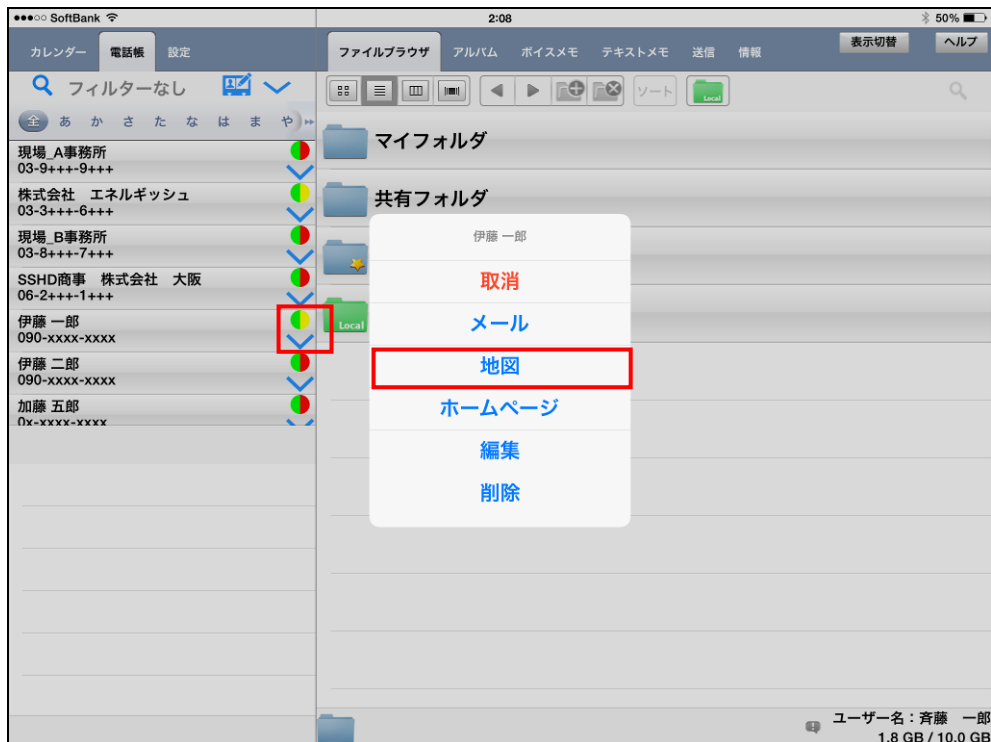 SoftBank 2:08 50%
カレンダー 電話帳 設定
ファイルブラウザ アルバム ボイスメモ テキストメモ 送信 情報 表示切替 ヘルプ
フィルターなし
ソート Local
全 あ か さ た な は ま や
現場_A事務所
03-9+++-9+++
株式会社 エネルギッシュ
03-3+++-6+++
現場_B事務所
03-8+++-7+++
SSHD商事 株式会社 大阪
06-2+++-1+++
伊藤 一郎
090-xxxx-xxxx
伊藤 二郎
090-xxxx-xxxx
加藤 五郎
0x-xxxx-xxxx
マイフォルダ
共有フォルダ
Local
伊藤 一郎
取消
メール
地図
ホームページ
編集
削除
ユーザー名：斉藤 一郎
1.8 GB / 10.0 GB